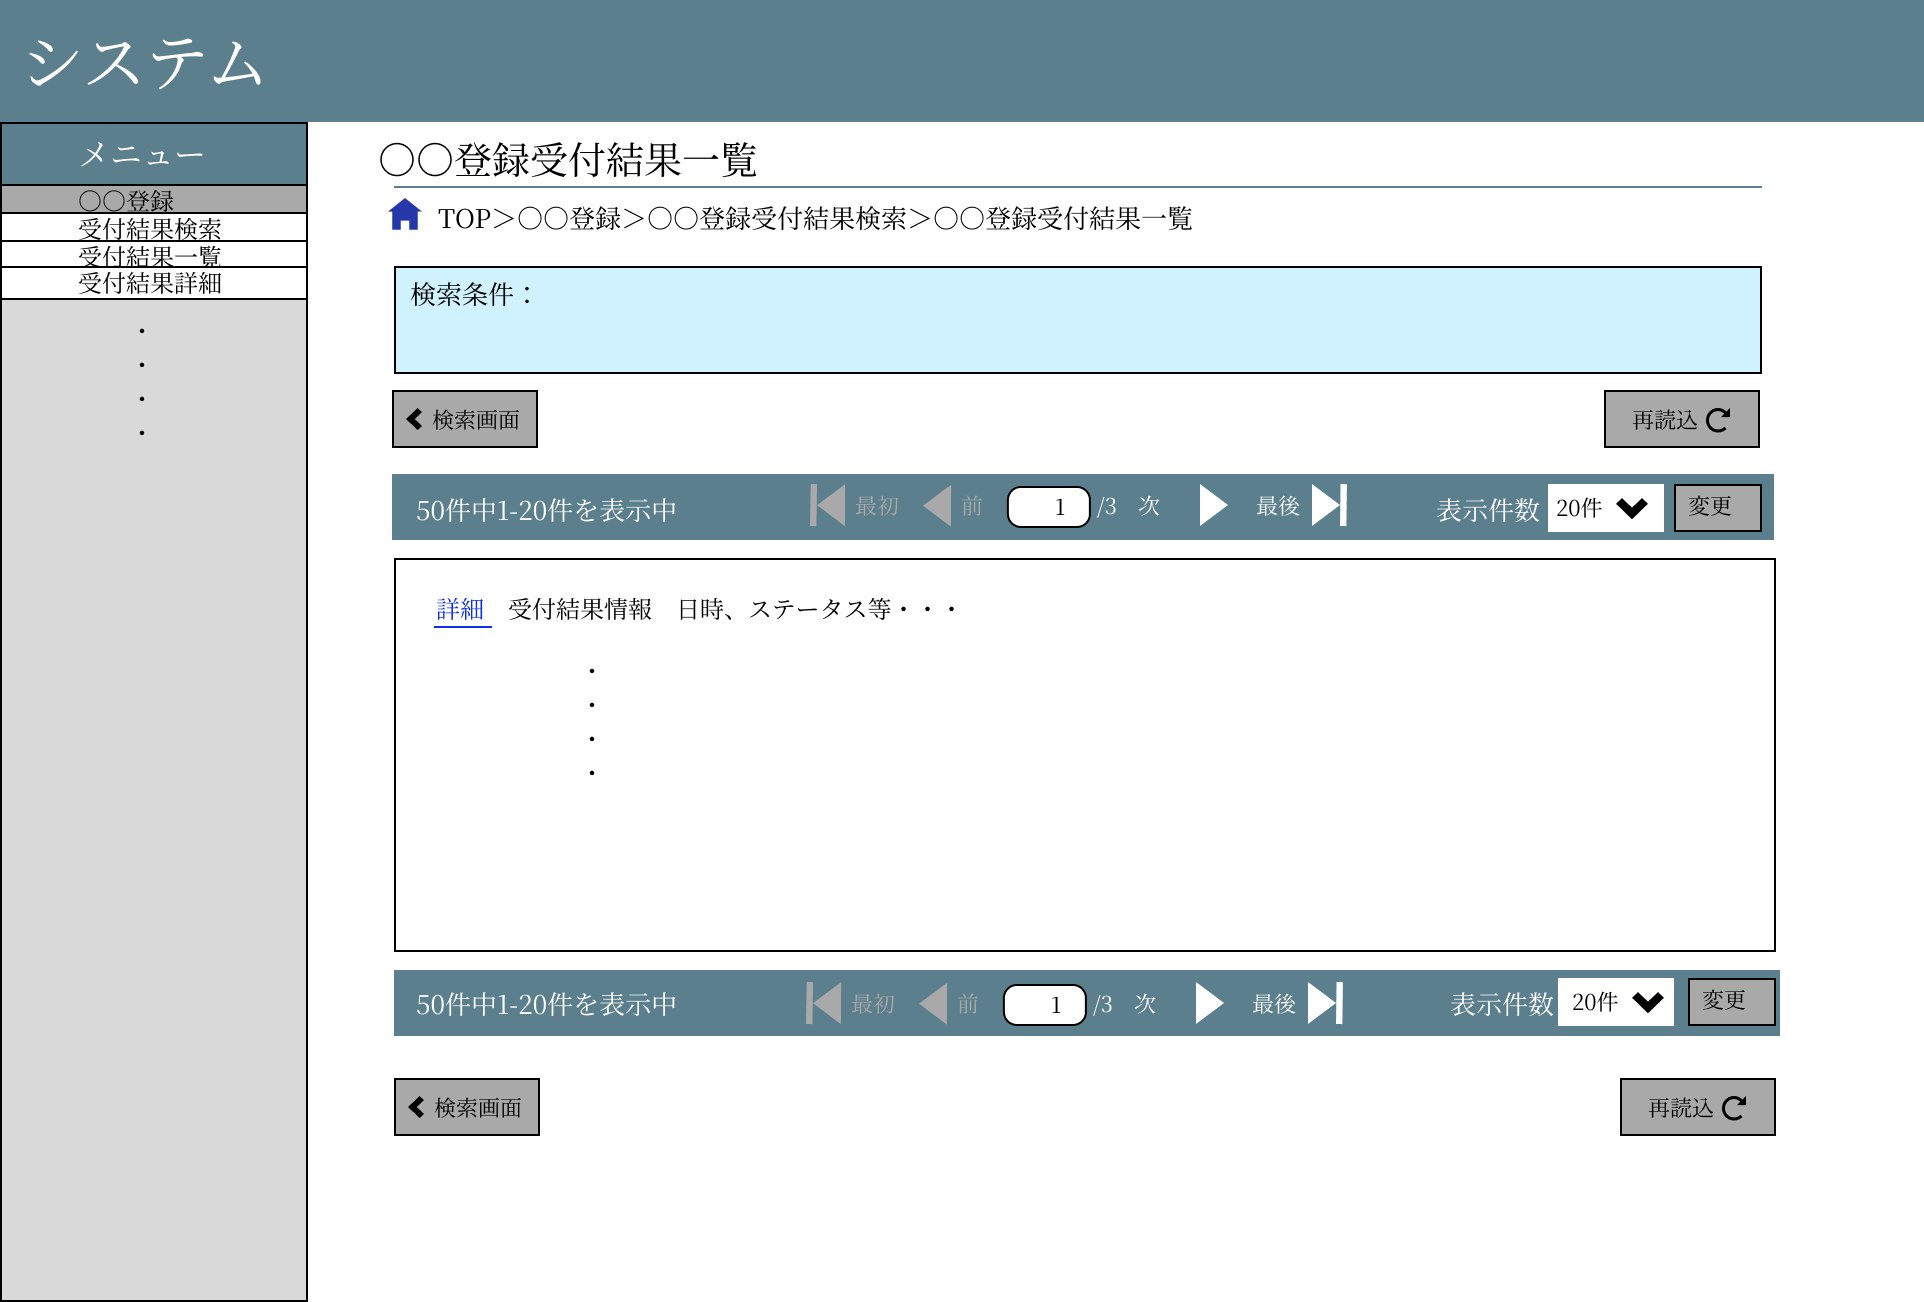 システム
メニュー
〇〇登録
受付結果検索
受付結果一覧
受付結果詳細
・
・
・
・
〇〇登録受付結果一覧
TOP＞〇〇登録＞〇〇登録受付結果検索＞〇〇登録受付結果一覧
検索条件：
検索画面
再読込
50件中1-20件を表示中 最初 前 1 /3 次 最後 表示件数 20件 変更
詳細 受付結果情報　日時、ステータス等・・・
・
・
・
・
50件中1-20件を表示中 最初 前 1 /3 次 最後 表示件数 20件 変更
検索画面
再読込